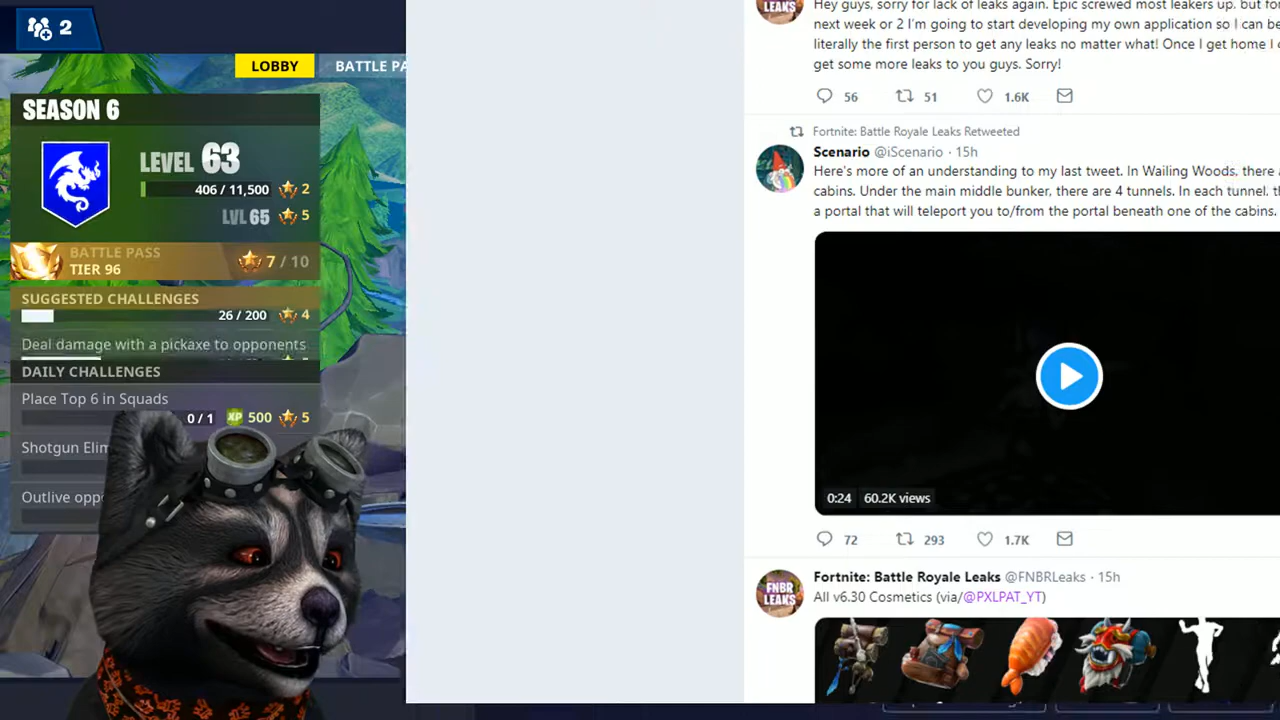 2
LOBBY
BATTLE PA
SEASON 6
LEVEL 63
406 / 11,500 2
LVL 65 5
BATTLE PASS
TIER 96
7 / 10
SUGGESTED CHALLENGES
26 / 200 4
Deal damage with a pickaxe to opponents
DAILY CHALLENGES
Place Top 6 in Squads
0 / 1 XP 500 5
Shotgun Elim
Outlive oppo
LEAKS
Hey guys, sorry for lack of leaks again. Epic screwed most leakers up, but for
next week or 2 I'm going to start developing my own application so I can be
literally the first person to get any leaks no matter what! Once I get home I
get some more leaks to you guys. Sorry!
56 51 1.6K
Fortnite: Battle Royale Leaks Retweeted
Scenario @iScenario · 15h
Here's more of an understanding to my last tweet. In Wailing Woods, there
cabins. Under the main middle bunker, there are 4 tunnels. In each tunnel,
a portal that will teleport you to/from the portal beneath one of the cabins.
0:24 60.2K views
72 293 1.7K
FNBR
LEAKS
Fortnite: Battle Royale Leaks @FNBRLeaks · 15h
All v6.30 Cosmetics (via/@PXLPAT_YT)